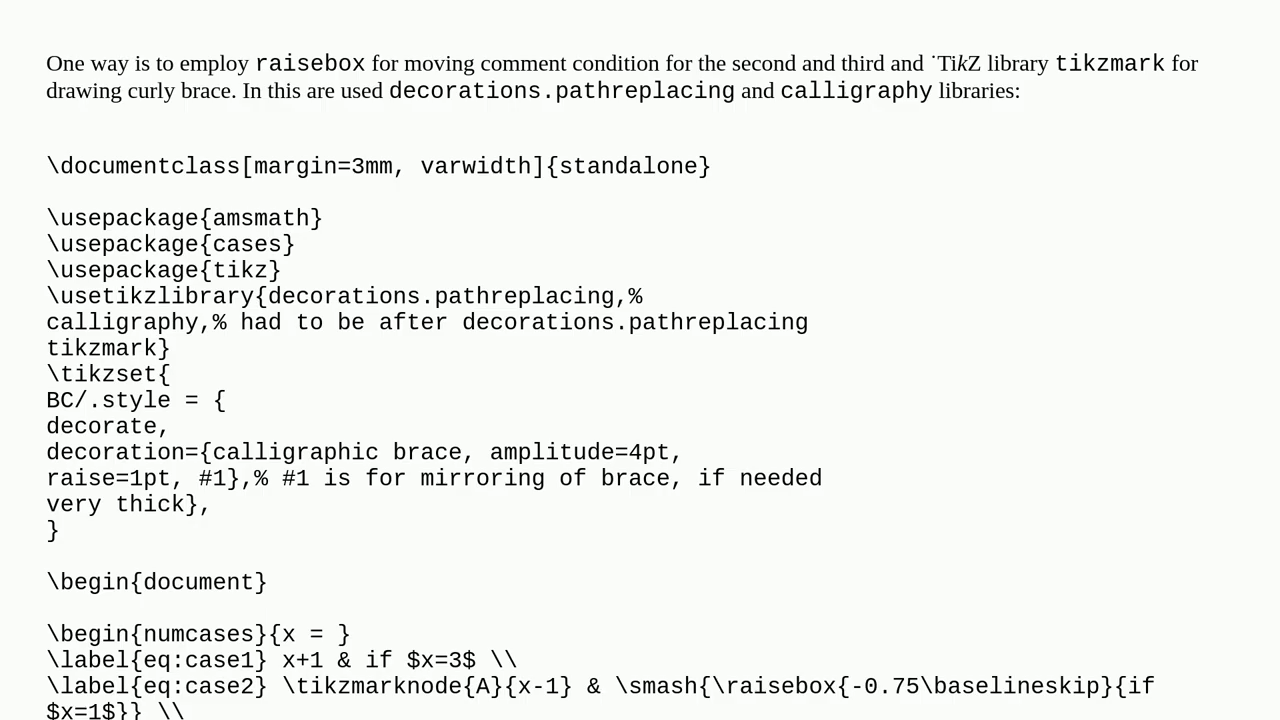 One way is to employ raisebox for moving comment condition for the second and third and ˙TikZ library tikzmark for
drawing curly brace. In this are used decorations.pathreplacing and calligraphy libraries:
\documentclass[margin=3mm, varwidth]{standalone}
\usepackage{amsmath}
\usepackage{cases}
\usepackage{tikz}
\usetikzlibrary{decorations.pathreplacing,%
calligraphy,% had to be after decorations.pathreplacing
tikzmark}
\tikzset{
BC/.style = {
decorate,
decoration={calligraphic brace, amplitude=4pt,
raise=1pt, #1},% #1 is for mirroring of brace, if needed
very thick},
}
\begin{document}
\begin{numcases}{x = }
\label{eq:case1} x+1 & if $x=3$ \\
\label{eq:case2} \tikzmarknode{A}{x-1} & \smash{\raisebox{-0.75\baselineskip}{if
$x=1$}} \\